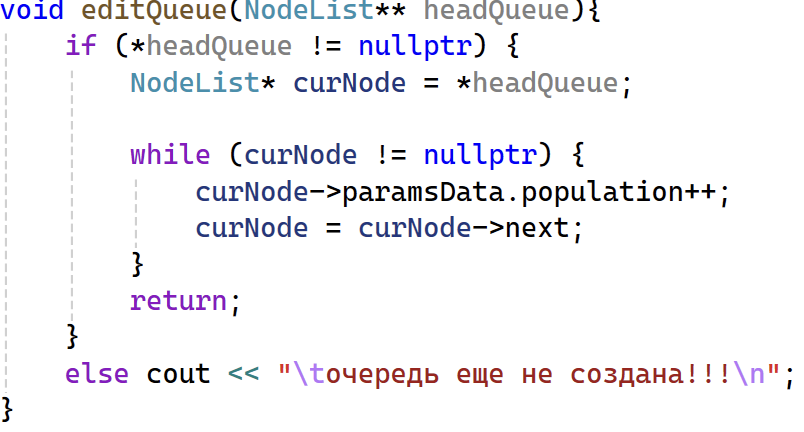 void editQueue(NodeList** headQueue){
    if (*headQueue != nullptr) {
        NodeList* curNode = *headQueue;

        while (curNode != nullptr) {
            curNode->paramsData.population++;
            curNode = curNode->next;
        }
        return;
    }
    else cout << "\tочередь еще не создана!!!\n";
}